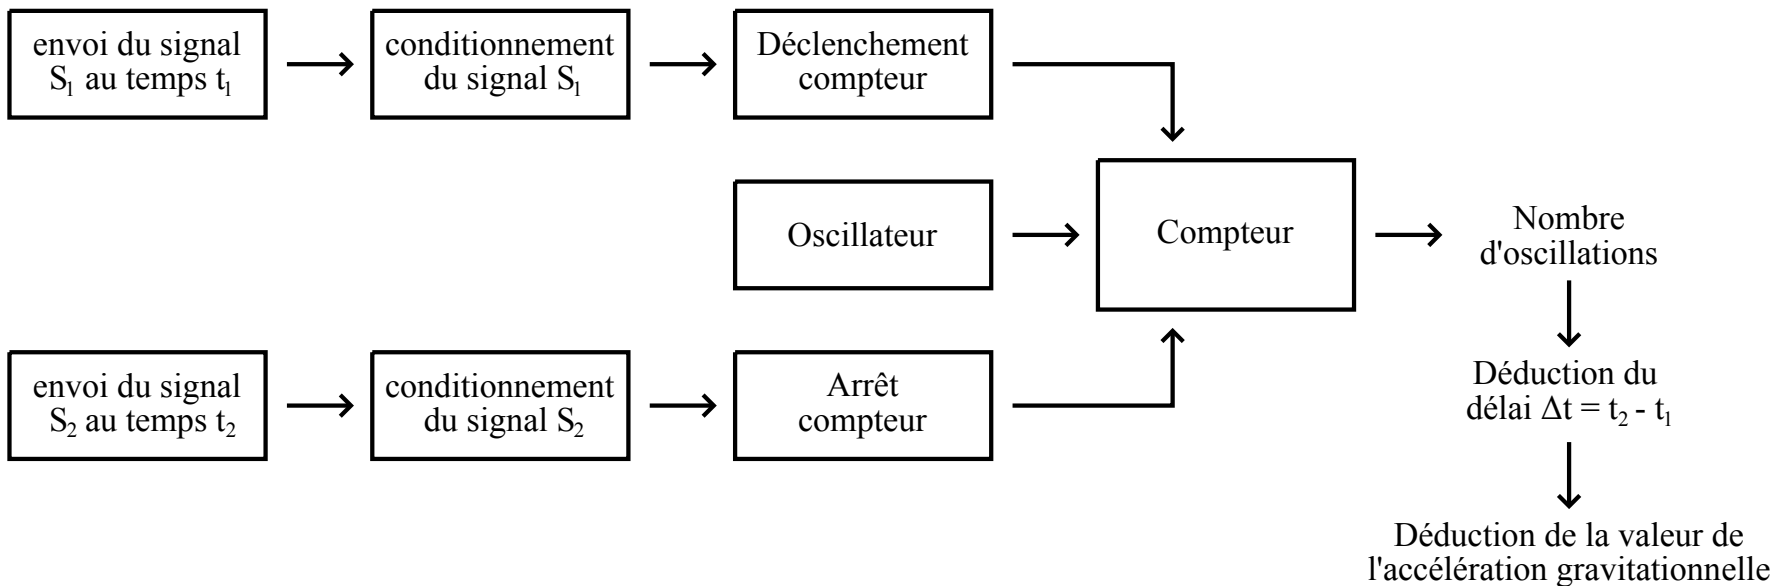 envoi du signal
S₁ au temps t₁
conditionnement
du signal S₁
Déclenchement
compteur
Oscillateur
Compteur
Nombre
d'oscillations
envoi du signal
S₂ au temps t₂
conditionnement
du signal S₂
Arrêt
compteur
Déduction du
délai Δt = t₂ - t₁
Déduction de la valeur de
l'accélération gravitationnelle